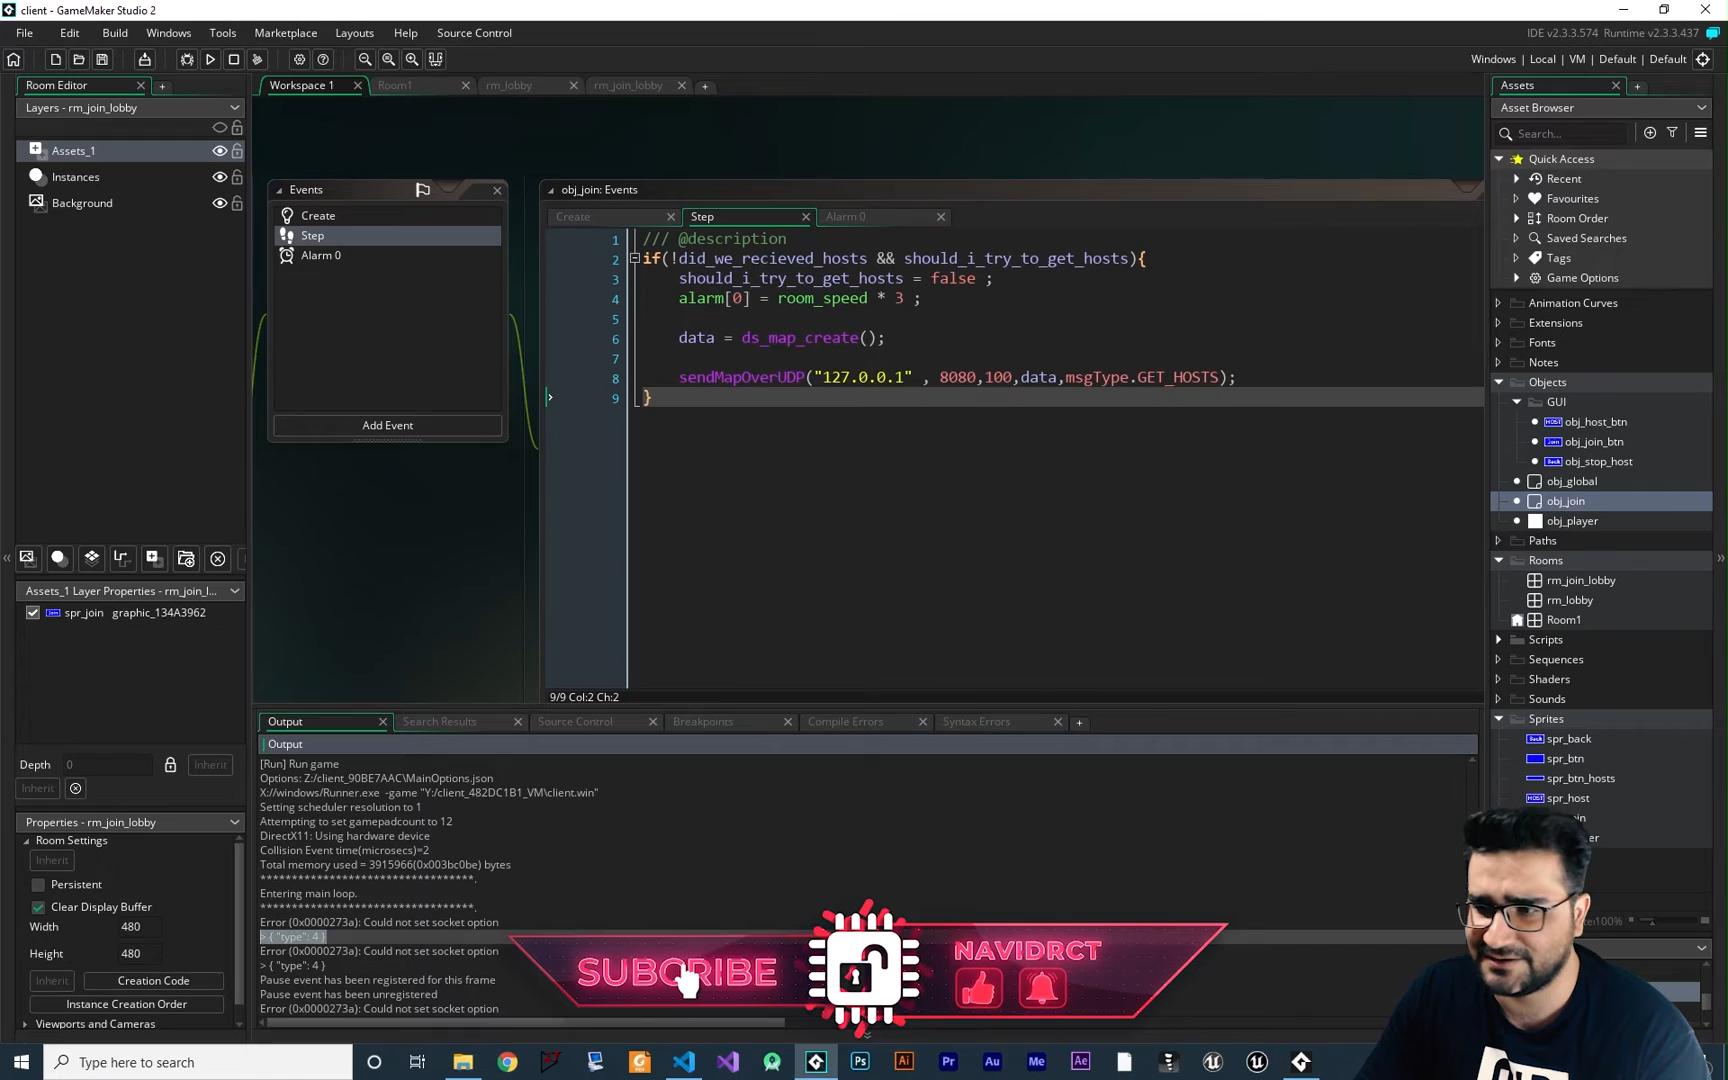 client - GameMaker Studio 2
File Edit Build Windows Tools Marketplace Layouts Help Source Control
IDE v2.3.3.574 Runtime v2.3.3.437
Windows | Local | VM | Default | Default
Room Editor
Workspace 1 Room1 rm_lobby rm_join_lobby
Layers - rm_join_lobby
Assets_1
Instances
Background
Events
Create
Step
Alarm 0
Add Event
obj_join: Events
Create Step Alarm 0
1 /// @description
2 if(!did_we_recieved_hosts && should_i_try_to_get_hosts){
3 should_i_try_to_get_hosts = false ;
4 alarm[0] = room_speed * 3 ;
5
6 data = ds_map_create();
7
8 sendMapOverUDP("127.0.0.1" , 8080,100,data,msgType.GET_HOSTS);
9 }
9/9 Col:2 Ch:2
Assets
Asset Browser
Search...
Quick Access
Recent
Favourites
Room Order
Saved Searches
Tags
Game Options
Animation Curves
Extensions
Fonts
Notes
Objects
GUI
obj_host_btn
obj_join_btn
obj_stop_host
obj_global
obj_join
obj_player
Paths
Rooms
rm_join_lobby
rm_lobby
Room1
Scripts
Sequences
Shaders
Sounds
Sprites
spr_back
spr_btn
spr_btn_hosts
spr_host
Assets_1 Layer Properties - rm_join_l...
spr_join graphic_134A3962
Depth 0 Inherit
Inherit
Properties - rm_join_lobby
Room Settings
Inherit
Persistent
Clear Display Buffer
Width 480
Height 480
Inherit Creation Code
Instance Creation Order
Viewports and Cameras
Output Search Results Source Control Breakpoints Compile Errors Syntax Errors
Output
[Run] Run game
Options: Z:/client_90BE7AAC\MainOptions.json
X://windows/Runner.exe -game "Y:/client_482DC1B1_VM\client.win"
Setting scheduler resolution to 1
Attempting to set gamepadcount to 12
DirectX11: Using hardware device
Collision Event time(microsecs)=2
Total memory used = 3915966(0x003bc0be) bytes
**********************************.
Entering main loop.
**********************************.
Error (0x0000273a): Could not set socket option
> { "type": 4 }
Error (0x0000273a): Could not set socket option
> { "type": 4 }
Pause event has been registered for this frame
Pause event has been unregistered
Error (0x0000273a): Could not set socket option
NAVIDRCT
Type here to search